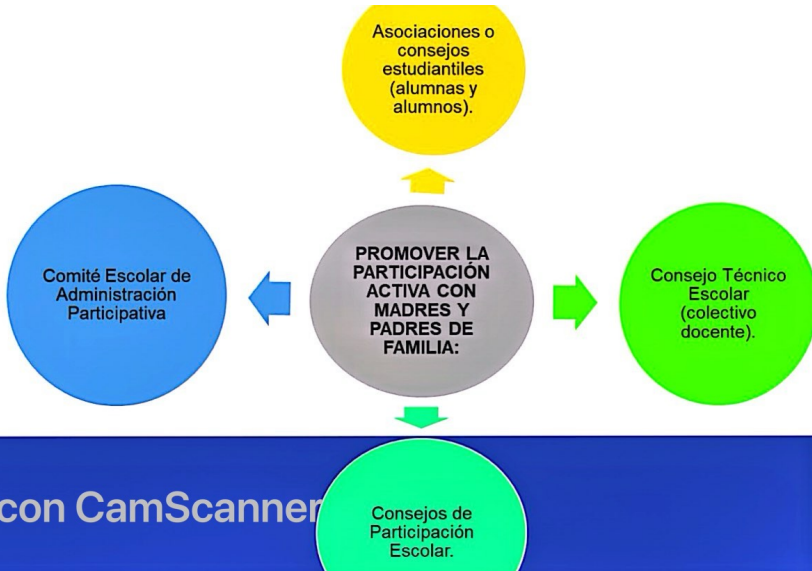 Asociaciones o
consejos
estudiantiles
(alumnas y
alumnos).
Comité Escolar de
Administración
Participativa
PROMOVER LA
PARTICIPACIÓN
ACTIVA CON
MADRES Y
PADRES DE
FAMILIA:
Consejo Técnico
Escolar
(colectivo
docente).
con CamScanner
Consejos de
Participación
Escolar.